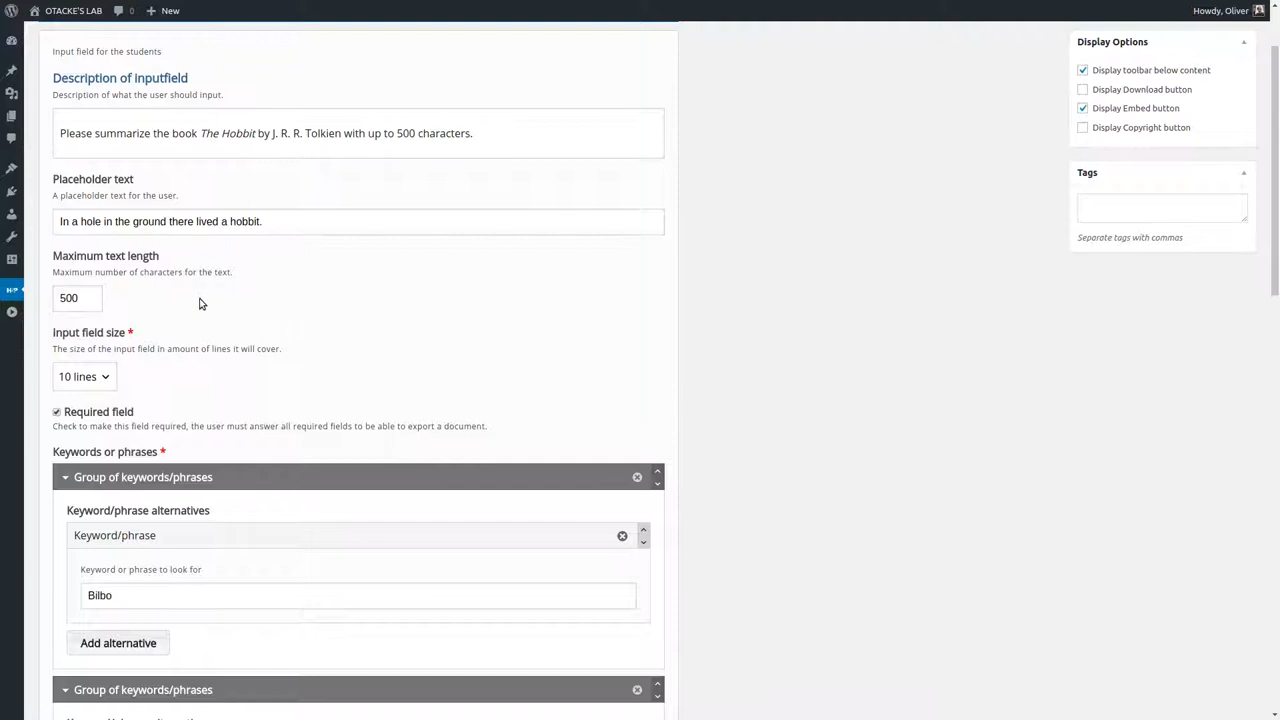 OTACKE'S LAB 0 New Howdy, Oliver
Input field for the students
Description of inputfield
Description of what the user should input.
Please summarize the book The Hobbit by J. R. R. Tolkien with up to 500 characters.
Placeholder text
A placeholder text for the user.
In a hole in the ground there lived a hobbit.
Maximum text length
Maximum number of characters for the text.
500
Input field size *
The size of the input field in amount of lines it will cover.
10 lines
Required field
Check to make this field required, the user must answer all required fields to be able to export a document.
Keywords or phrases *
Group of keywords/phrases
Keyword/phrase alternatives
Keyword/phrase
Keyword or phrase to look for
Bilbo
Add alternative
Group of keywords/phrases
Display Options
Display toolbar below content
Display Download button
Display Embed button
Display Copyright button
Tags
Separate tags with commas